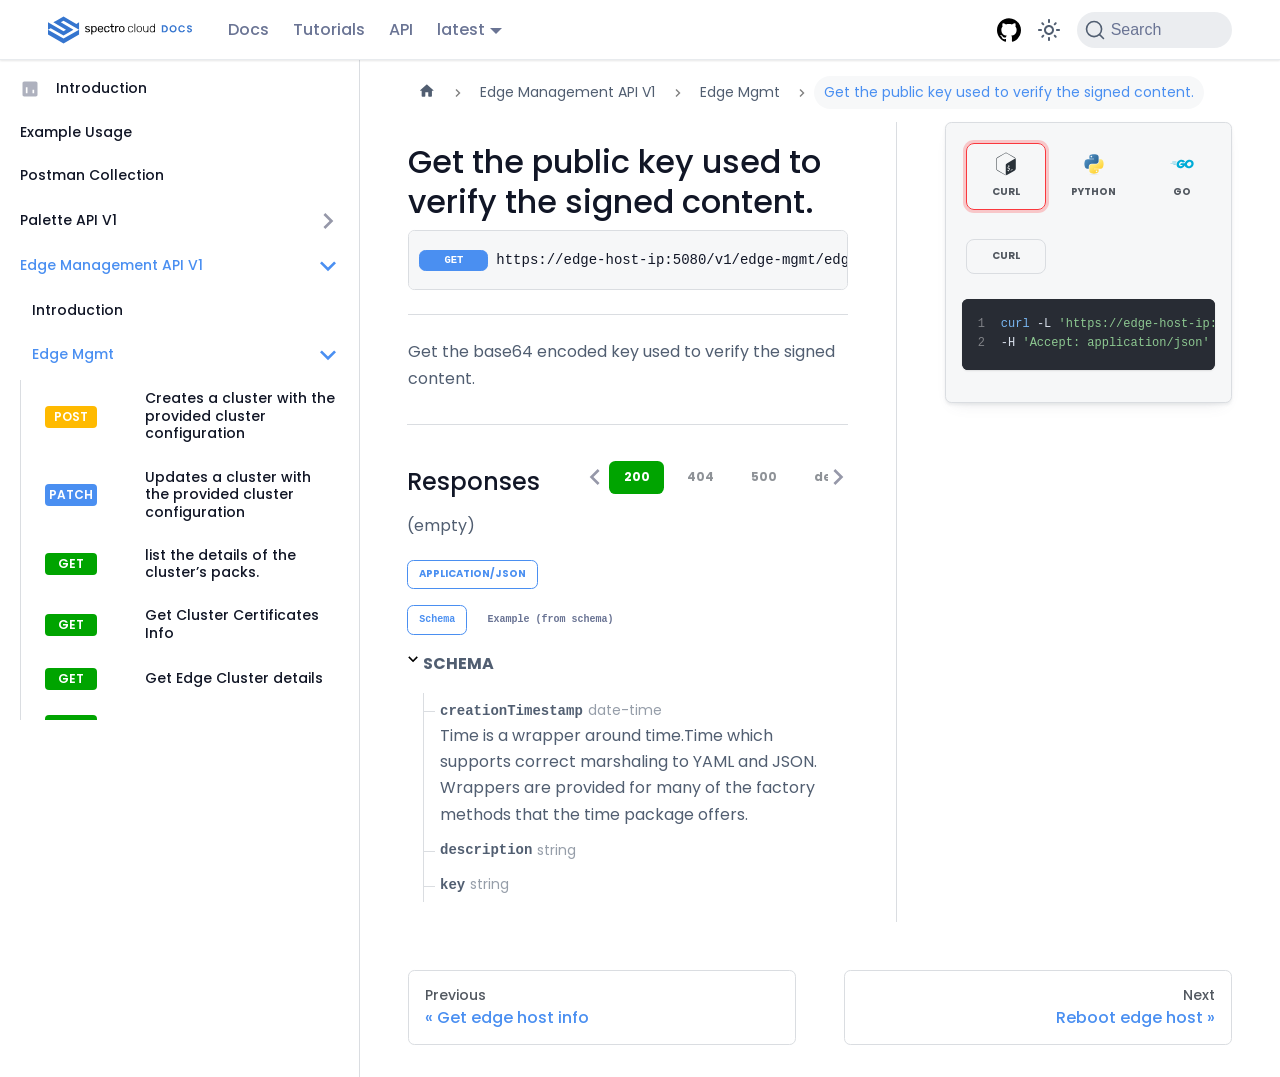 spectro cloud DOCS
Docs
Tutorials
API
latest
Search
Introduction
Example Usage
Postman Collection
Palette API V1
Edge Management API V1
Introduction
Edge Mgmt
POST
Creates a cluster with the
provided cluster
configuration
PATCH
Updates a cluster with
the provided cluster
configuration
GET
list the details of the
cluster’s packs.
GET
Get Cluster Certificates
Info
GET
Get Edge Cluster details
Edge Management API V1
Edge Mgmt
Get the public key used to verify the signed content.
Get the public key used to
verify the signed content.
GET
https://edge-host-ip:5080/v1/edge-mgmt/edg
Get the base64 encoded key used to verify the signed
content.
Responses
200
404
500
de
(empty)
APPLICATION/JSON
Schema
Example (from schema)
SCHEMA
creationTimestamp date-time
Time is a wrapper around time.Time which
supports correct marshaling to YAML and JSON.
Wrappers are provided for many of the factory
methods that the time package offers.
description string
key string
CURL
PYTHON
GO
GO
CURL
1 curl -L 'https://edge-host-ip:
2 -H 'Accept: application/json'
Previous
« Get edge host info
Next
Reboot edge host »